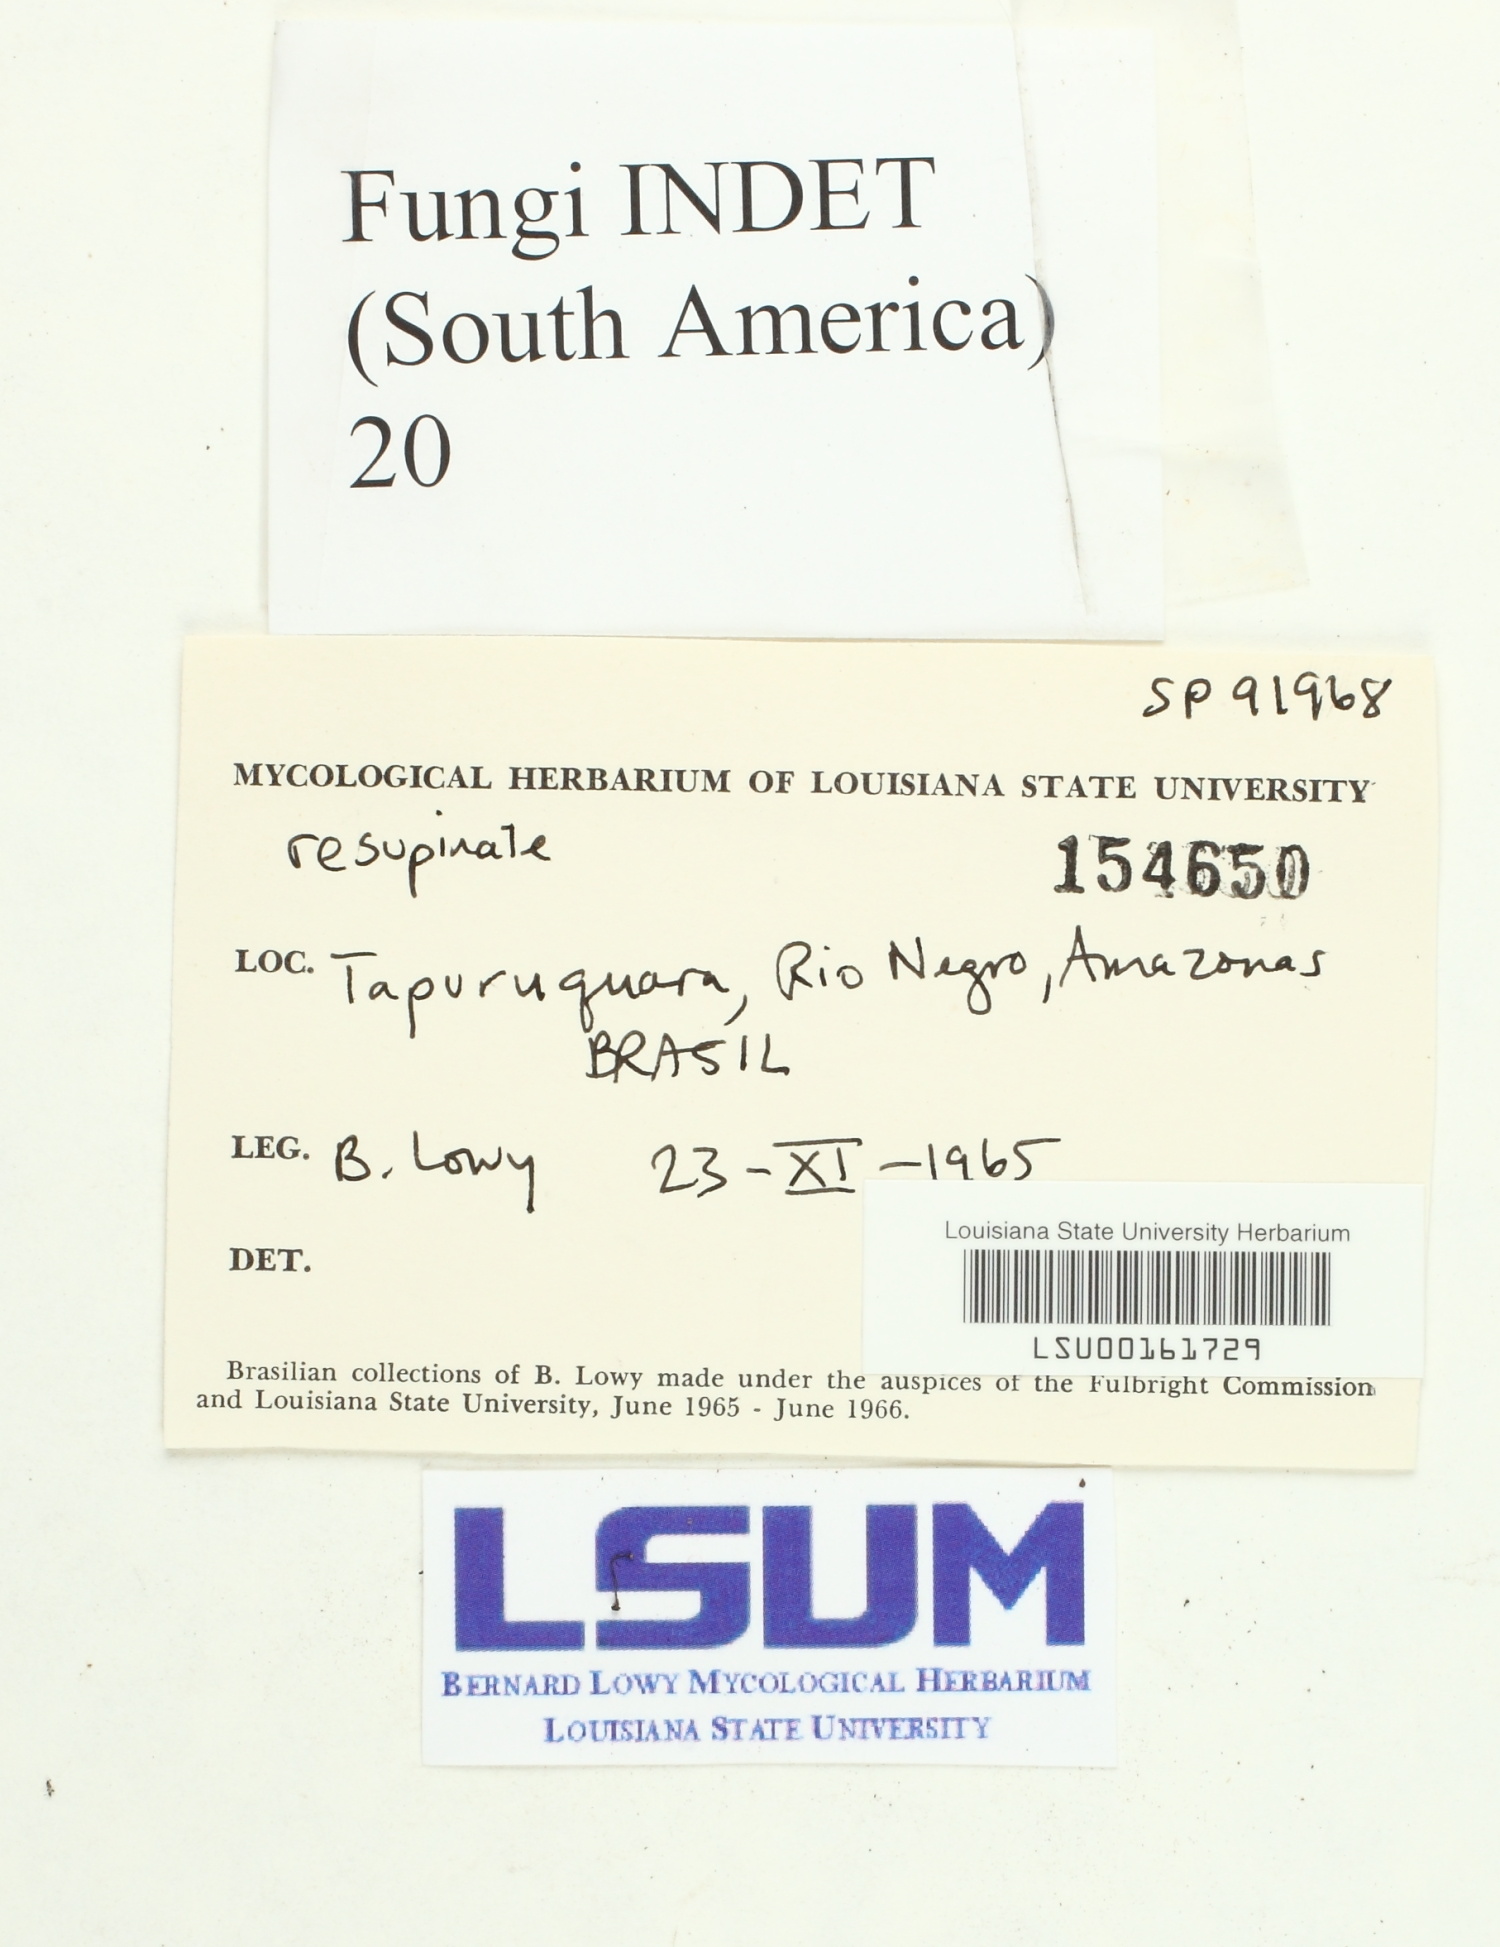 Fungi INDET
(South America)
20
SP 91968
MYCOLOGICAL HERBARIUM OF LOUISIANA STATE UNIVERSITY
resupinate
154650
LOC. Tapuruquara, Rio Negro, Amazonas
BRASIL
LEG. B. Lowy 23-XI-1965
DET.
Louisiana State University Herbarium
LSU00161729
Brasilian collections of B. Lowy made under the auspices of the Fulbright Commission
and Louisiana State University, June 1965 - June 1966.
LSUM
BERNARD LOWY MYCOLOGICAL HERBARIUM
LOUISIANA STATE UNIVERSITY